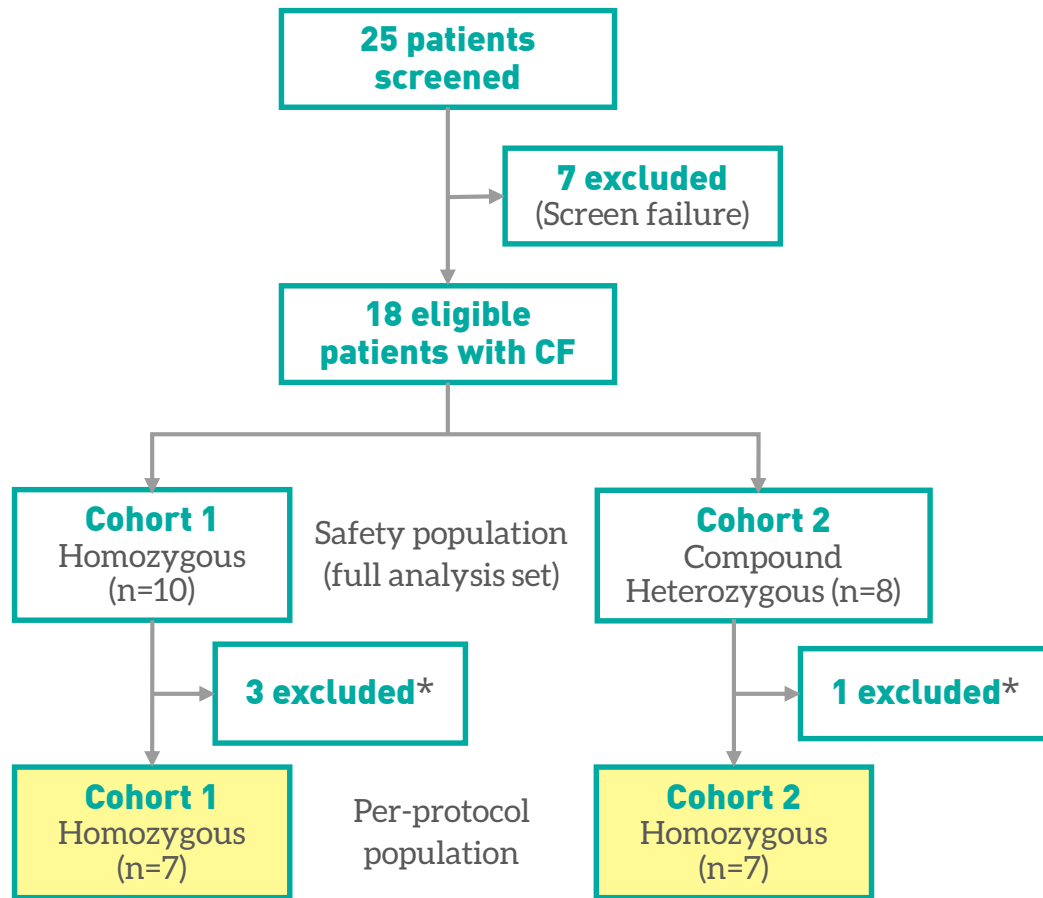 25 patients
screened
7 excluded
(Screen failure)
18 eligible
patients with CF
Cohort 1
Homozygous
(n=10)
Safety population
(full analysis set)
Cohort 2
Compound
Heterozygous (n=8)
3 excluded*
1 excluded*
Cohort 1
Homozygous
(n=7)
Per-protocol
population
Cohort 2
Homozygous
(n=7)